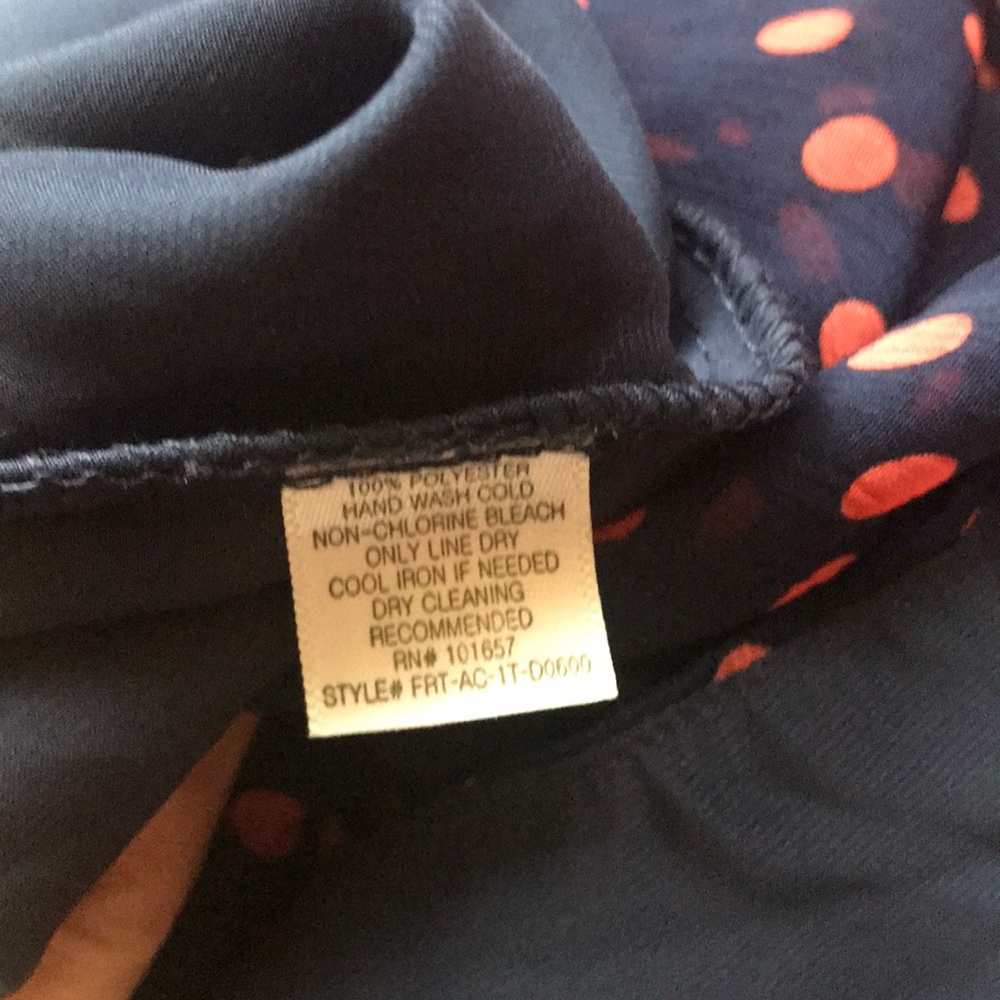 100% POLYESTER
HAND WASH COLD
NON-CHLORINE BLEACH
ONLY LINE DRY
COOL IRON IF NEEDED
DRY CLEANING
RECOMMENDED
RN# 101657
STYLE# FRT-AC-1T-D0600